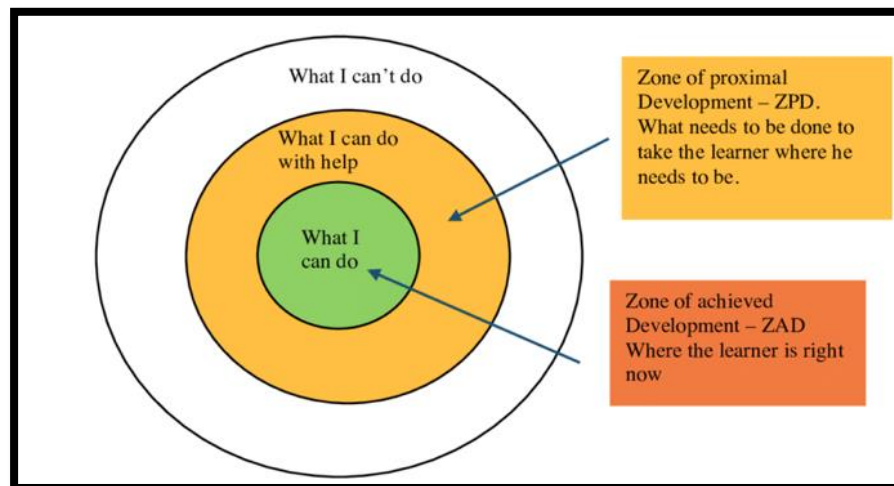 What I can't do
What I can do
with help
What I
can do
Zone of proximal
Development – ZPD.
What needs to be done to
take the learner where he
needs to be.
Zone of achieved
Development – ZAD
Where the learner is right
now